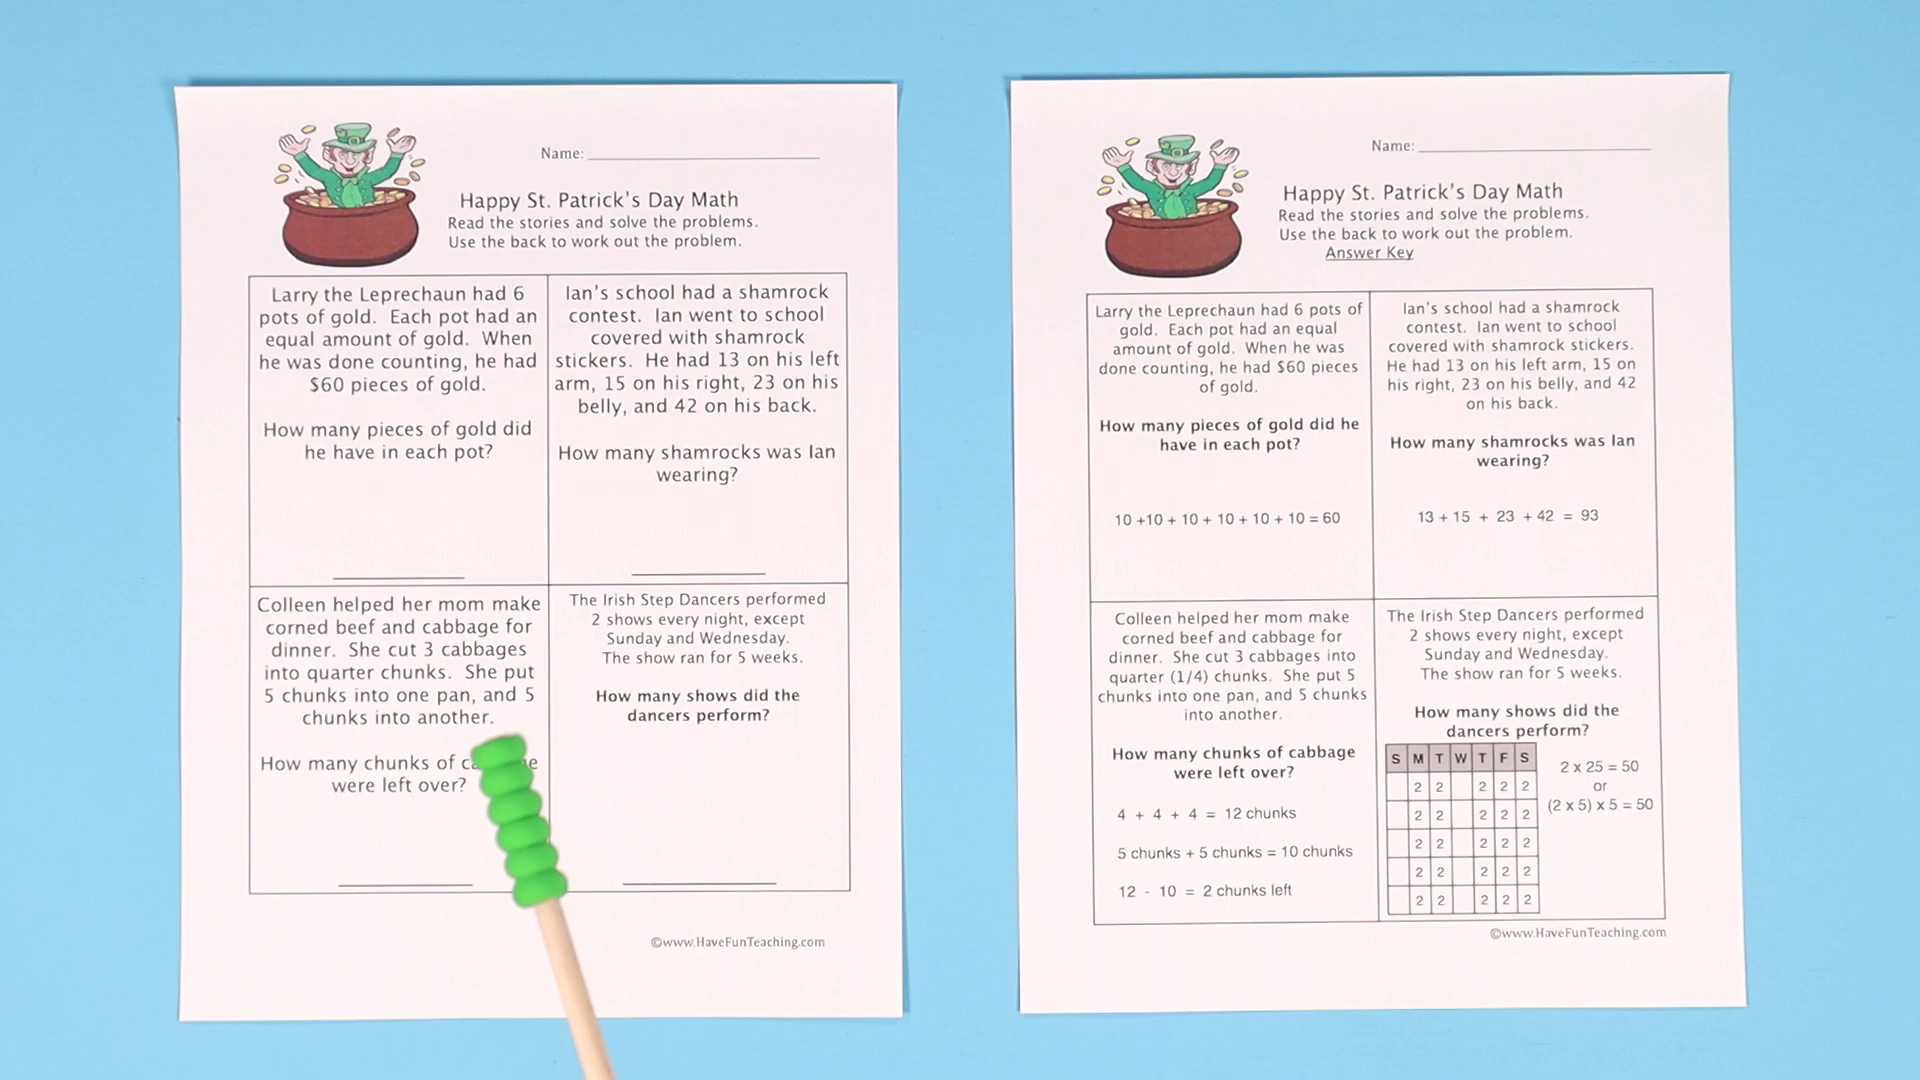 Name:
Happy St. Patrick's Day Math
Read the stories and solve the problems.
Use the back to work out the problem.
Larry the Leprechaun had 6
pots of gold. Each pot had an
equal amount of gold. When
he was done counting, he had
$60 pieces of gold.
How many pieces of gold did
he have in each pot?
Ian's school had a shamrock
contest. Ian went to school
covered with shamrock
stickers. He had 13 on his left
arm, 15 on his right, 23 on his
belly, and 42 on his back.
How many shamrocks was Ian
wearing?
Colleen helped her mom make
corned beef and cabbage for
dinner. She cut 3 cabbages
into quarter chunks. She put
5 chunks into one pan, and 5
chunks into another.
How many chunks of
were left over?
The Irish Step Dancers performed
2 shows every night, except
Sunday and Wednesday.
The show ran for 5 weeks.
How many shows did the
dancers perform?
©www.HaveFunTeaching.com
Name:
Happy St. Patrick's Day Math
Read the stories and solve the problems.
Use the back to work out the problem.
Answer Key
Larry the Leprechaun had 6 pots of
gold. Each pot had an equal
amount of gold. When he was
done counting, he had $60 pieces
of gold.
How many pieces of gold did he
have in each pot?
10 +10 + 10 + 10 + 10 + 10 = 60
Ian's school had a shamrock
contest. Ian went to school
covered with shamrock stickers.
He had 13 on his left arm, 15 on
his right, 23 on his belly, and 42
on his back.
How many shamrocks was Ian
wearing?
13 + 15 + 23 + 42 = 93
Colleen helped her mom make
corned beef and cabbage for
dinner. She cut 3 cabbages into
quarter (1/4) chunks. She put 5
chunks into one pan, and 5 chunks
into another.
How many chunks of cabbage
were left over?
4 + 4 + 4 = 12 chunks
5 chunks + 5 chunks = 10 chunks
12 - 10 = 2 chunks left
The Irish Step Dancers performed
2 shows every night, except
Sunday and Wednesday.
The show ran for 5 weeks.
How many shows did the
dancers perform?
S M T W T F S
2 2 2 2 2
2 2 2 2 2
2 2 2 2 2
2 2 2 2 2
2 2 2 2 2
2 x 25 = 50
or
(2 x 5) x 5 = 50
©www.HaveFunTeaching.com